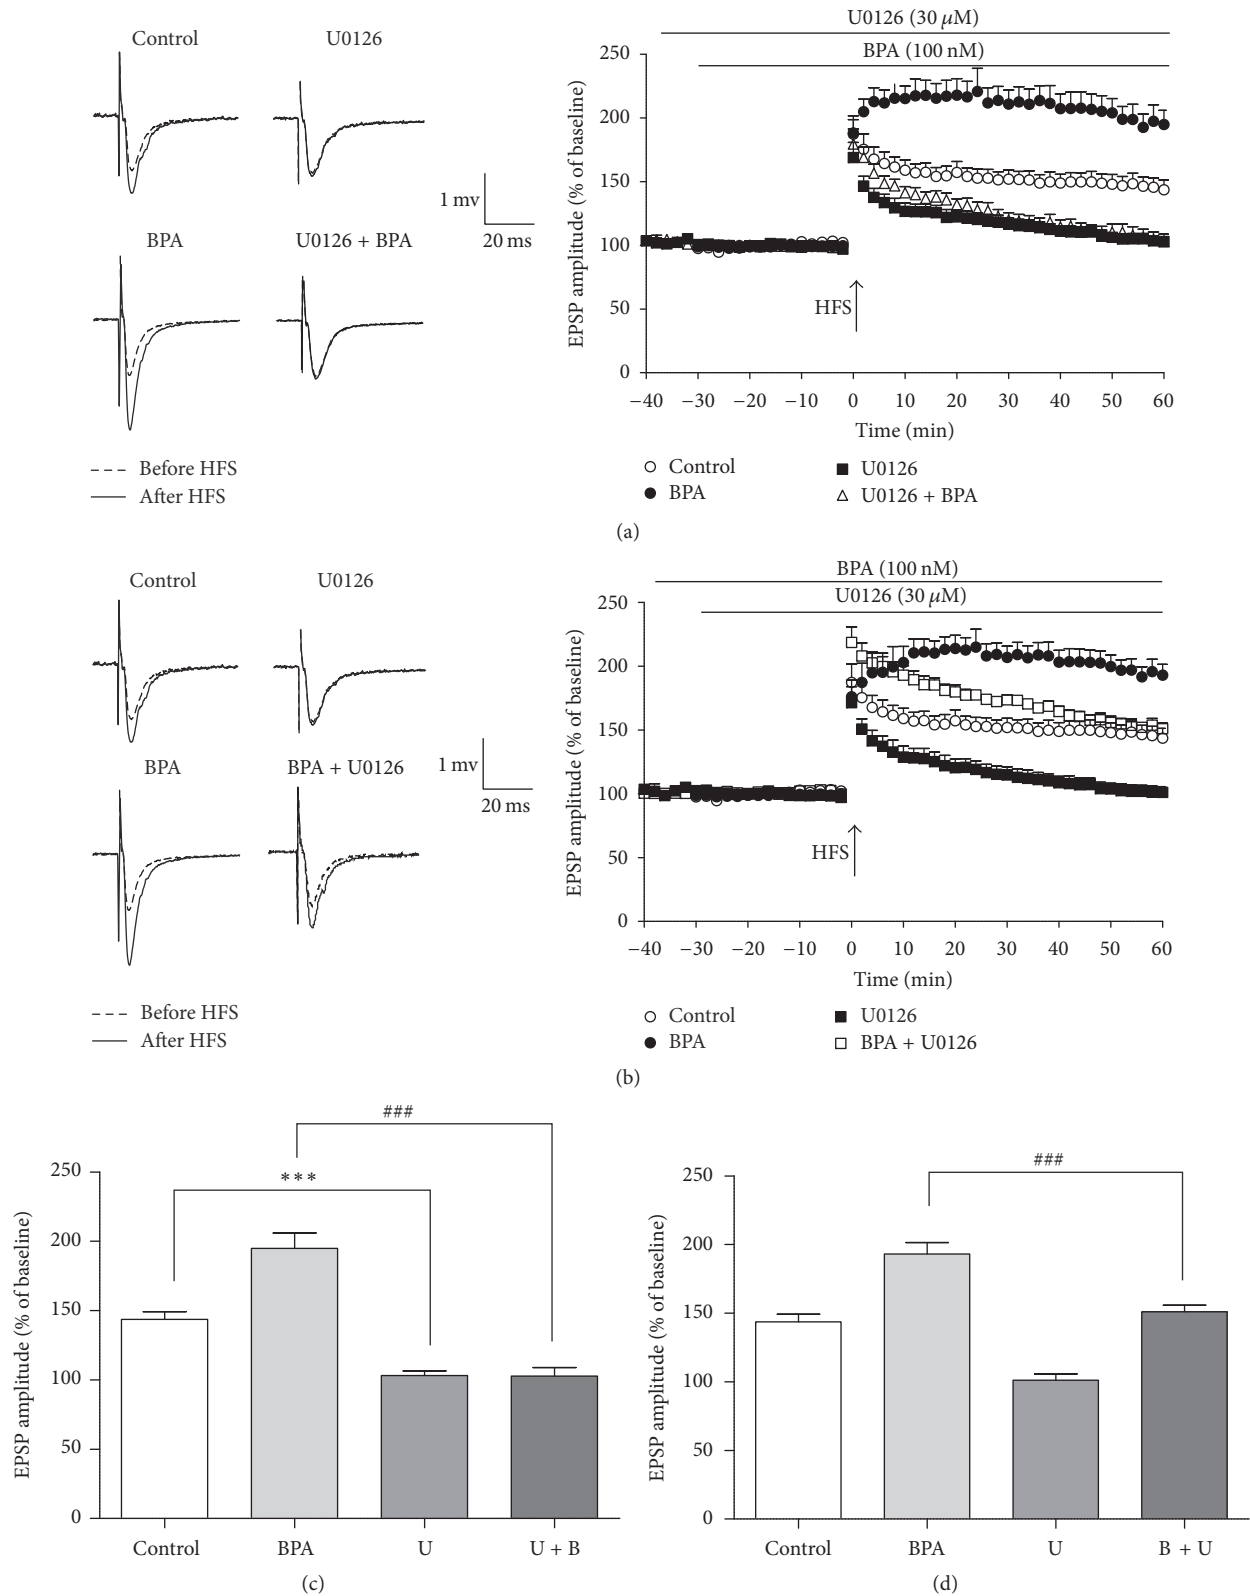 Control
U0126
1 mv
20 ms
BPA
U0126 + BPA
Before HFS
After HFS
U0126 (30 μM)
BPA (100 nM)
250
200
150
100
50
0
EPSP amplitude (% of baseline)
HFS
−40 −30 −20 −10 0 10 20 30 40 50 60
Time (min)
Control
U0126
BPA
U0126 + BPA
(a)
Control
U0126
1 mv
20 ms
BPA
BPA + U0126
Before HFS
After HFS
BPA (100 nM)
U0126 (30 μM)
250
200
150
100
50
0
EPSP amplitude (% of baseline)
HFS
−40 −30 −20 −10 0 10 20 30 40 50 60
Time (min)
Control
U0126
BPA
BPA + U0126
(b)
###
***
250
200
150
100
50
0
EPSP amplitude (% of baseline)
Control BPA U U + B
(c)
###
250
200
150
100
50
0
EPSP amplitude (% of baseline)
Control BPA U B + U
(d)